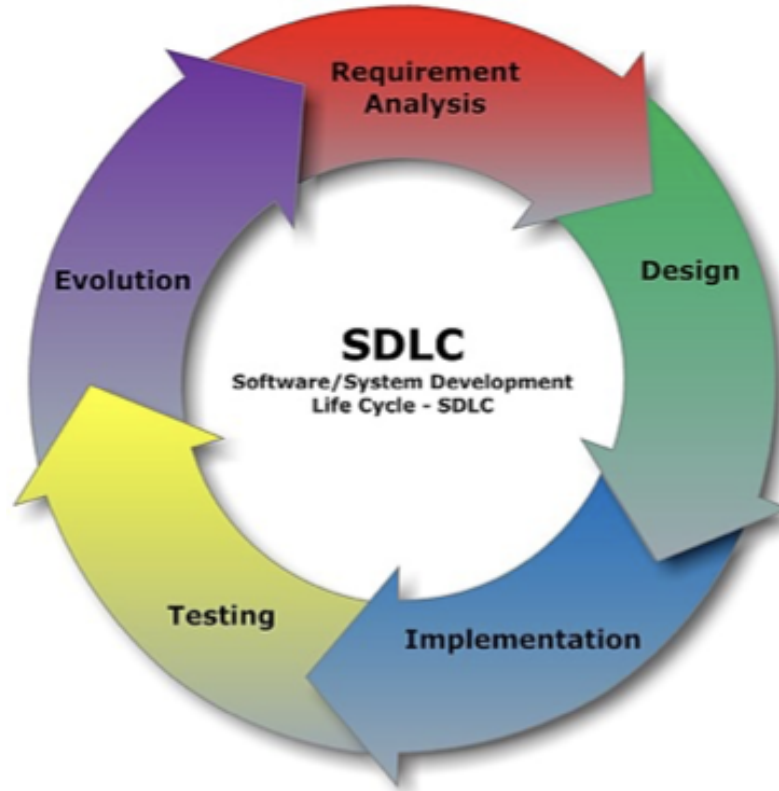 Requirement
Analysis
Design
Evolution
SDLC
Software/System Development
Life Cycle - SDLC
Testing
Implementation